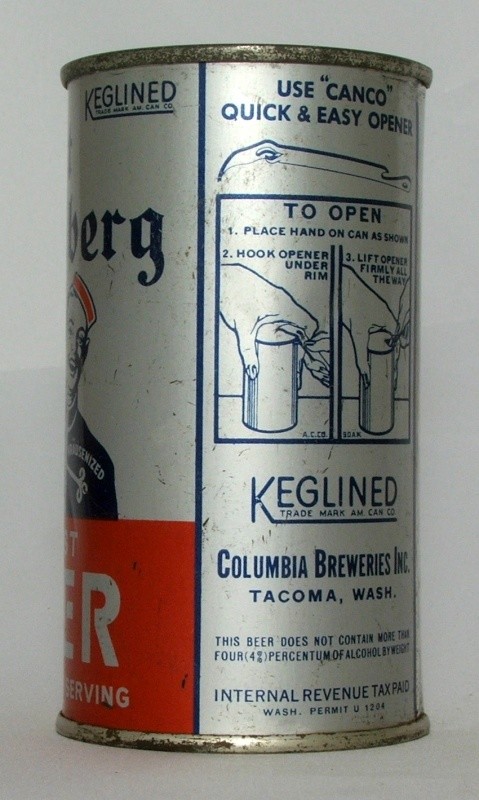 KEGLINED
TRADE MARK AM. CAN CO.
berg
ST
ER
SERVING
USE "CANCO"
QUICK & EASY OPENER
TO OPEN
1. PLACE HAND ON CAN AS SHOWN
2. HOOK OPENER
UNDER
RIM
3. LIFT OPENER
FIRMLY ALL
THE WAY
A.C.CO.
90AK
KEGLINED
TRADE MARK AM. CAN CO.
COLUMBIA BREWERIES INC.
TACOMA, WASH.
THIS BEER DOES NOT CONTAIN MORE THAN
FOUR (4%) PERCENTUM OF ALCOHOL BY WEIGHT
INTERNAL REVENUE TAX PAID
WASH. PERMIT U 1204